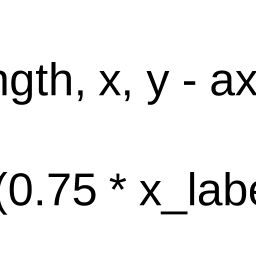 ngth, x, y - ax
(0.75 * x_labe